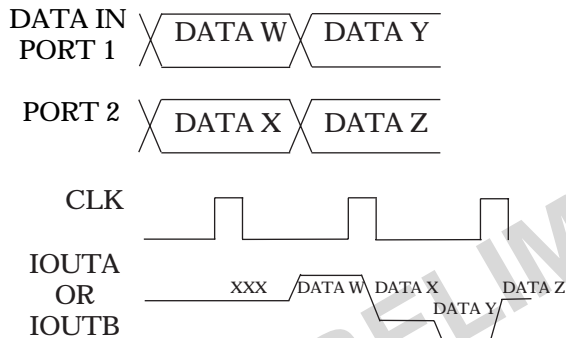 DATA IN
PORT 1
DATA W
DATA Y
PORT 2
DATA X
DATA Z
CLK
IOUTA
OR
IOUTB
XXX
DATA W
DATA X
DATA Y
DATA Z
ELIM